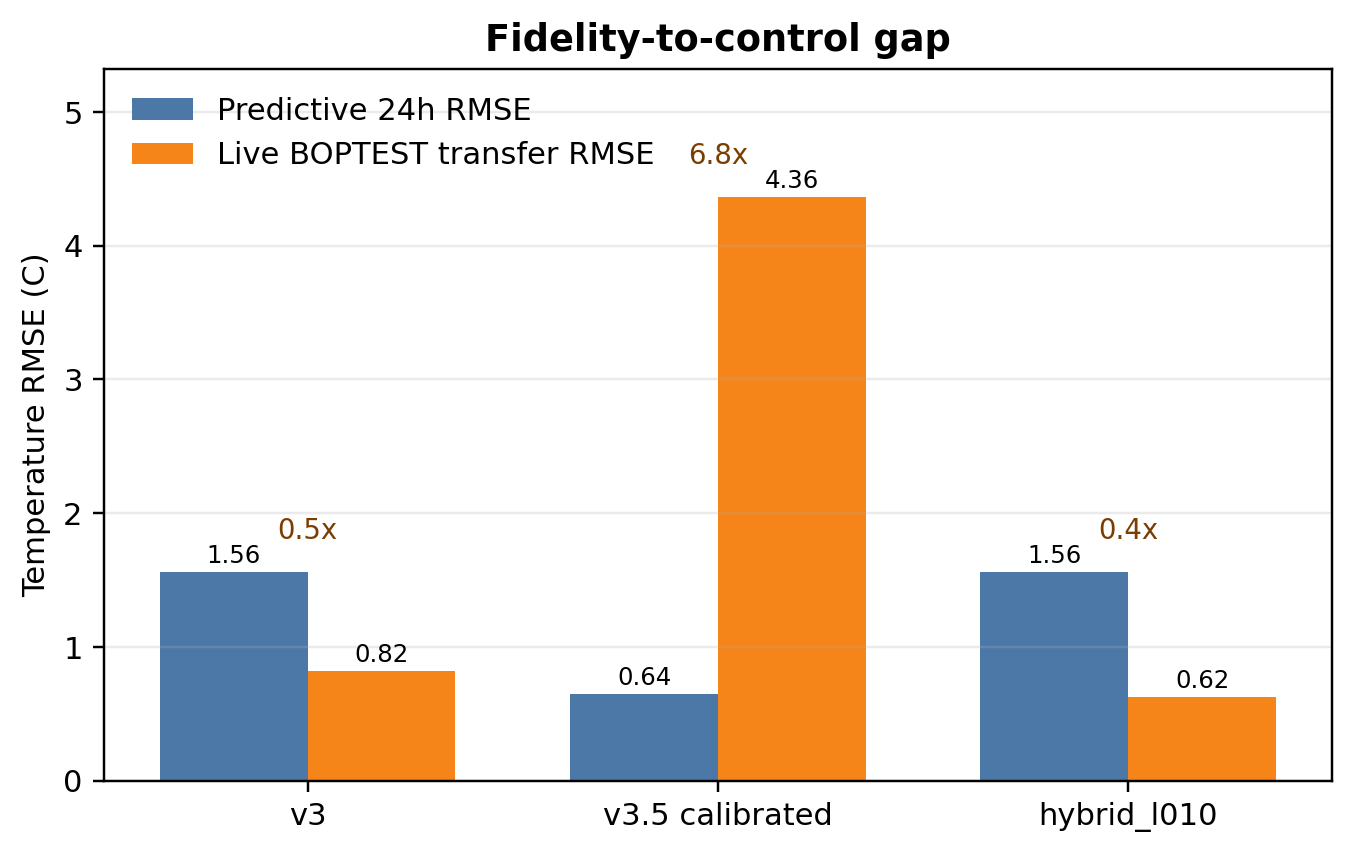 Fidelity-to-control gap
Predictive 24h RMSE
Live BOPTEST transfer RMSE
Temperature RMSE (C)
5
4
3
2
1
0
0.5x
1.56
0.82
6.8x
4.36
0.64
0.4x
1.56
0.62
v3
v3.5 calibrated
hybrid_l010